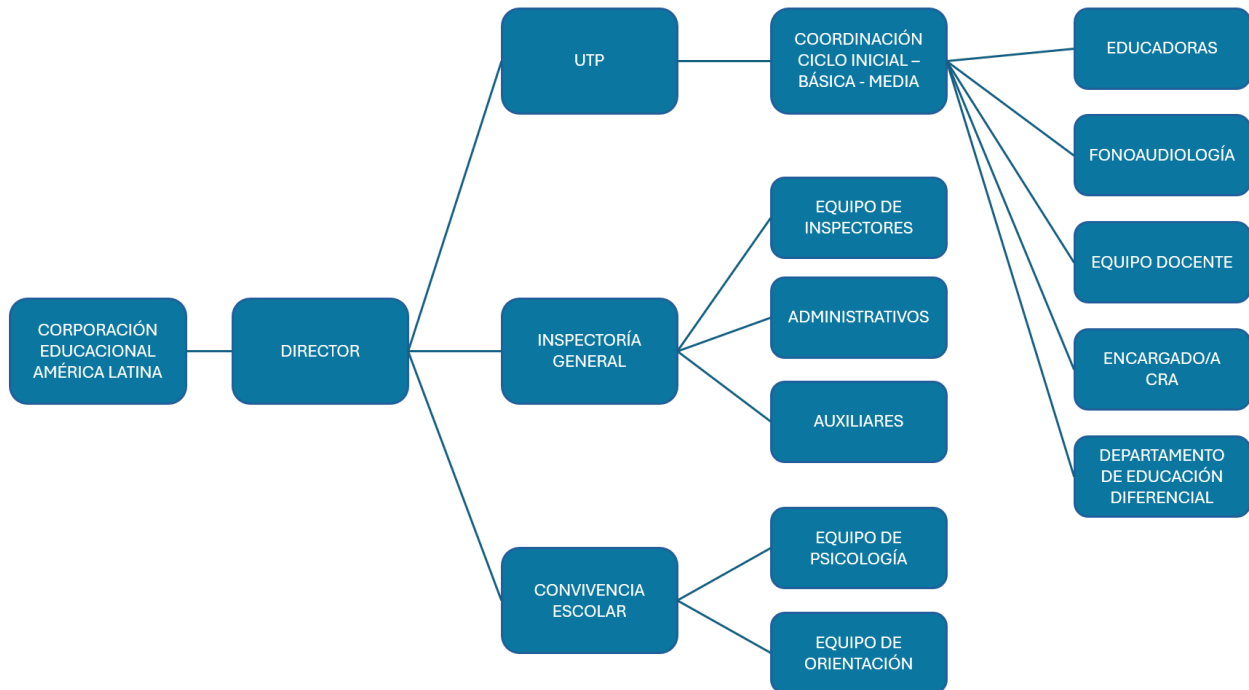 CORPORACIÓN
EDUCACIONAL
AMÉRICA LATINA
DIRECTOR
UTP
COORDINACIÓN
CICLO INICIAL –
BÁSICA - MEDIA
EDUCADORAS
FONOAUDIOLOGÍA
EQUIPO DOCENTE
ENCARGADO/A
CRA
DEPARTAMENTO
DE EDUCACIÓN
DIFERENCIAL
INSPECTORÍA
GENERAL
EQUIPO DE
INSPECTORES
ADMINISTRATIVOS
AUXILIARES
CONVIVENCIA
ESCOLAR
EQUIPO DE
PSICOLOGÍA
EQUIPO DE
ORIENTACIÓN